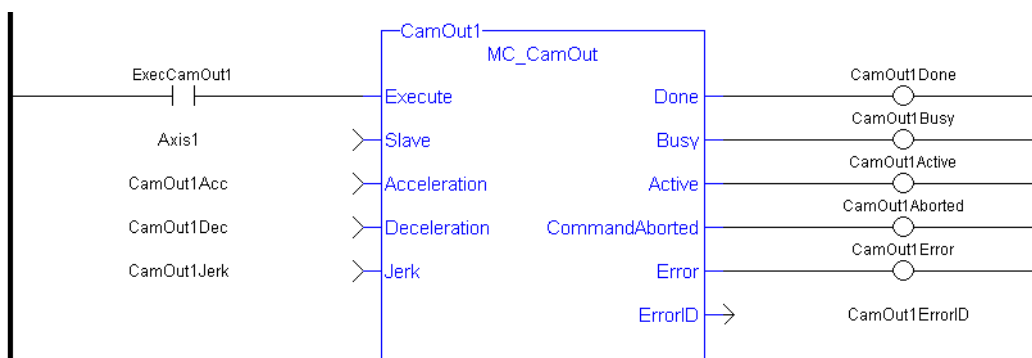 CamOut1
MC_CamOut
ExecCamOut1 Execute Done CamOut1Done
Axis1 Slave Busy CamOut1Busy
CamOut1Acc Acceleration Active CamOut1Active
CamOut1Dec Deceleration CommandAborted CamOut1Aborted
CamOut1Jerk Jerk Error CamOut1Error
ErrorID CamOut1ErrorID